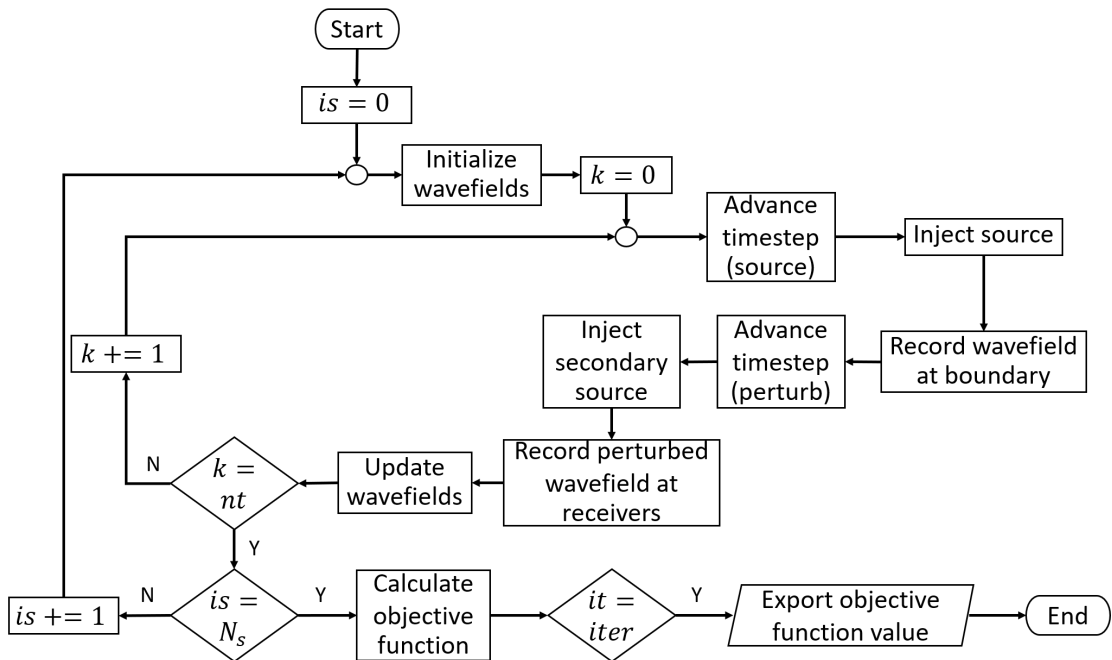 Start
is = 0
Initialize
wavefields
k = 0
Advance
timestep
(source)
Inject source
Record wavefield
at boundary
Advance
timestep
(perturb)
Inject
secondary
source
Record perturbed
wavefield at
receivers
Update
wavefields
k =
nt
N
k += 1
Y
is =
Nₛ
N
is += 1
Y
Calculate
objective
function
it =
iter
Y
Export objective
function value
End